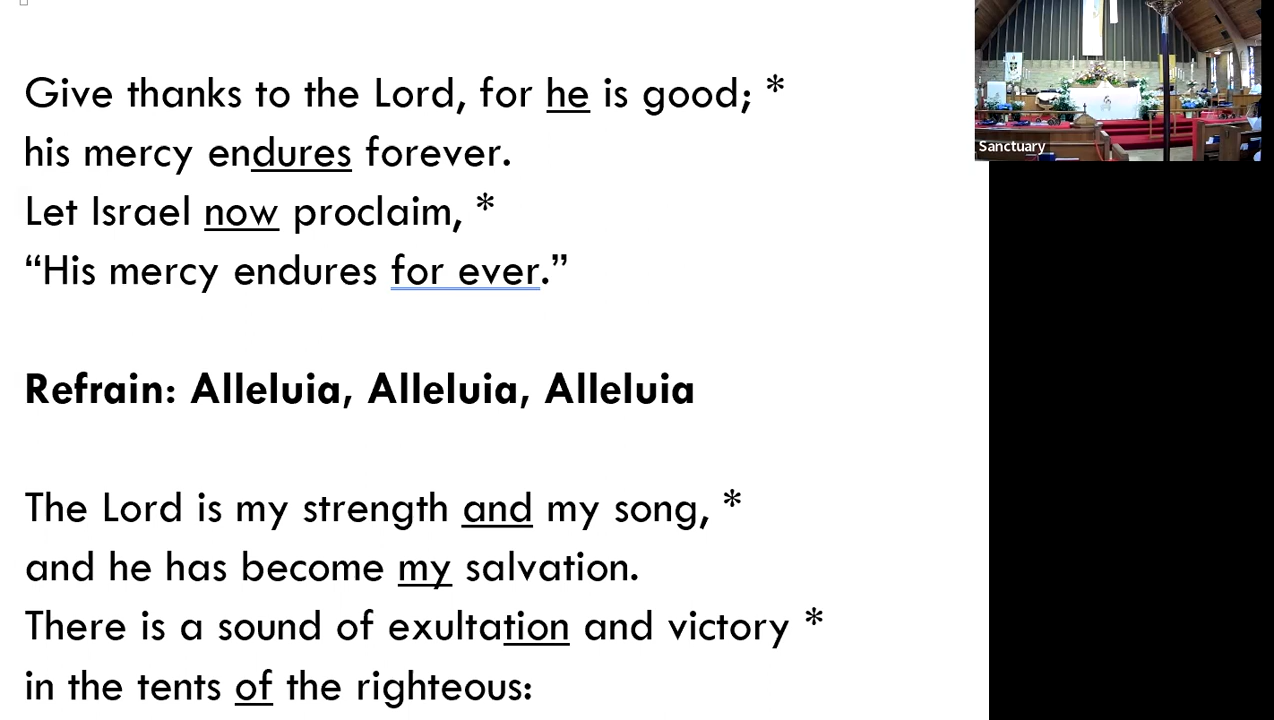 Give thanks to the Lord, for he is good; *
his mercy endures forever.
Let Israel now proclaim, *
“His mercy endures for ever.”
Refrain: Alleluia, Alleluia, Alleluia
The Lord is my strength and my song, *
and he has become my salvation.
There is a sound of exultation and victory *
in the tents of the righteous:
Sanctuary